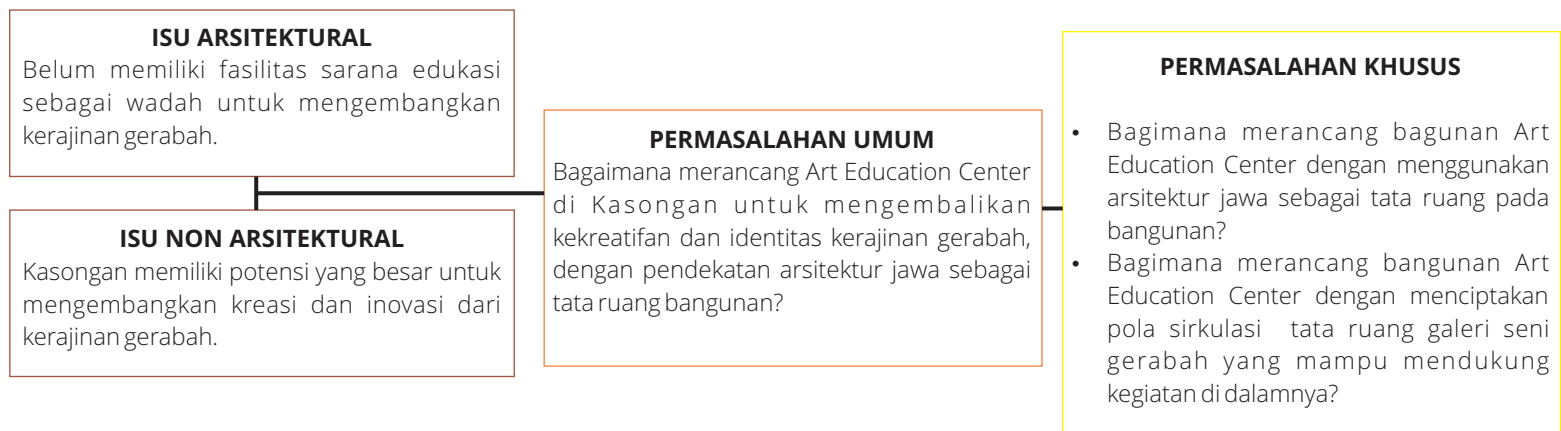 ISU ARSITEKTURAL
Belum memiliki fasilitas sarana edukasi
sebagai wadah untuk mengembangkan
kerajinan gerabah.
ISU NON ARSITEKTURAL
Kasongan memiliki potensi yang besar untuk
mengembangkan kreasi dan inovasi dari
kerajinan gerabah.
PERMASALAHAN UMUM
Bagaimana merancang Art Education Center
di Kasongan untuk mengembalikan
kekreatifan dan identitas kerajinan gerabah,
dengan pendekatan arsitektur jawa sebagai
tata ruang bangunan?
PERMASALAHAN KHUSUS
• Bagimana merancang bagunan Art
Education Center dengan menggunakan
arsitektur jawa sebagai tata ruang pada
bangunan?
• Bagimana merancang bangunan Art
Education Center dengan menciptakan
pola sirkulasi tata ruang galeri seni
gerabah yang mampu mendukung
kegiatan di dalamnya?